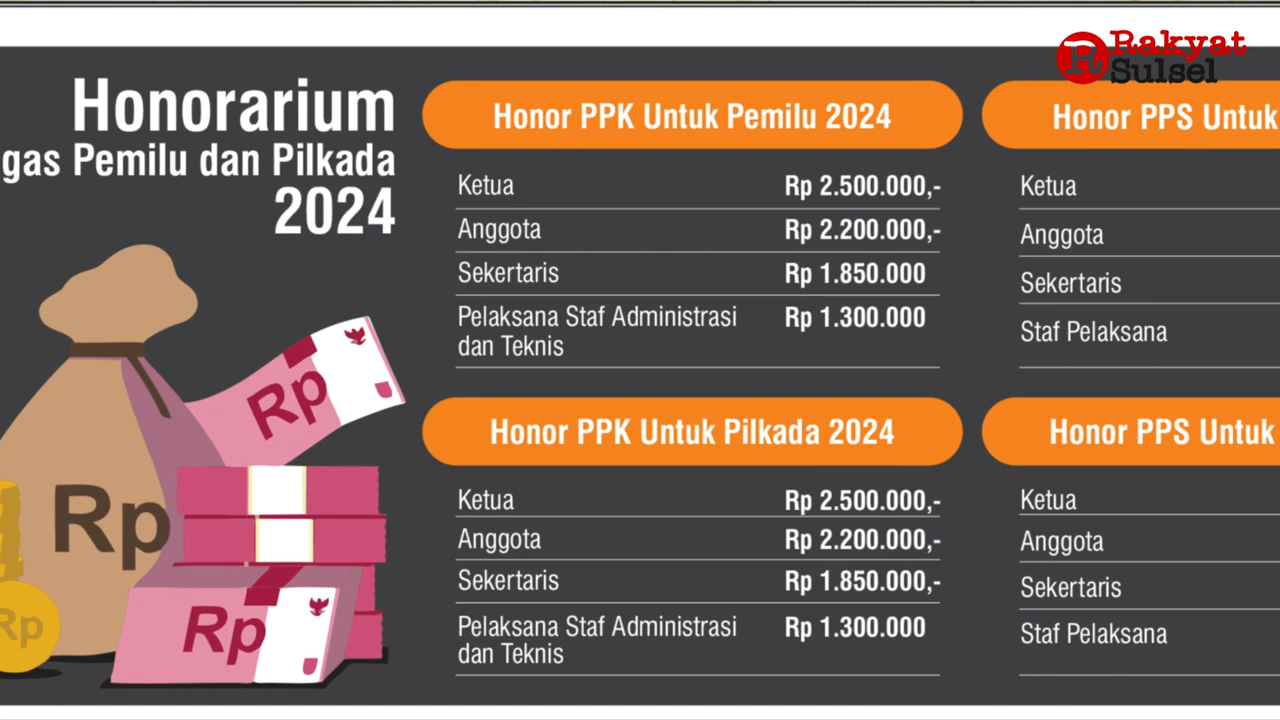 Rakyat
Sulsel
Honorarium
gas Pemilu dan Pilkada
2024
Honor PPK Untuk Pemilu 2024
Ketua Rp 2.500.000,-
Anggota Rp 2.200.000,-
Sekertaris Rp 1.850.000
Pelaksana Staf Administrasi Rp 1.300.000
dan Teknis
Honor PPS Untuk
Ketua
Anggota
Sekertaris
Staf Pelaksana
Honor PPK Untuk Pilkada 2024
Ketua Rp 2.500.000,-
Anggota Rp 2.200.000,-
Sekertaris Rp 1.850.000,-
Pelaksana Staf Administrasi Rp 1.300.000
dan Teknis
Honor PPS Untuk
Ketua
Anggota
Sekertaris
Staf Pelaksana
Rp
Rp
Rp
Rp